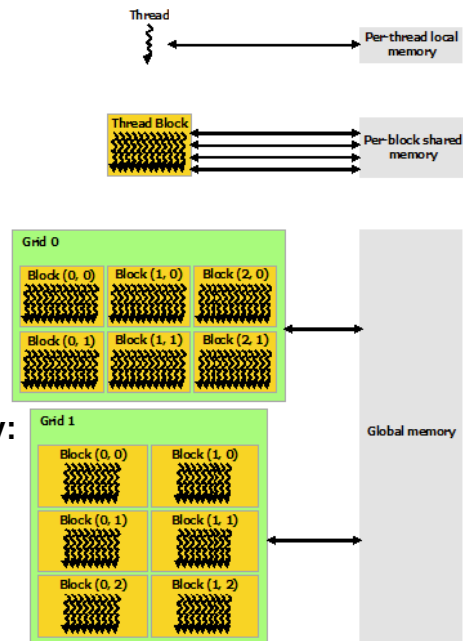 Thread
Per-thread local
memory
Thread Block
Per-block shared
memory
Grid 0
Block (0, 0) Block (1, 0) Block (2, 0)
Block (0, 1) Block (1, 1) Block (2, 1)
y:
Grid 1
Global memory
Block (0, 0) Block (1, 0)
Block (0, 1) Block (1, 1)
Block (0, 2) Block (1, 2)